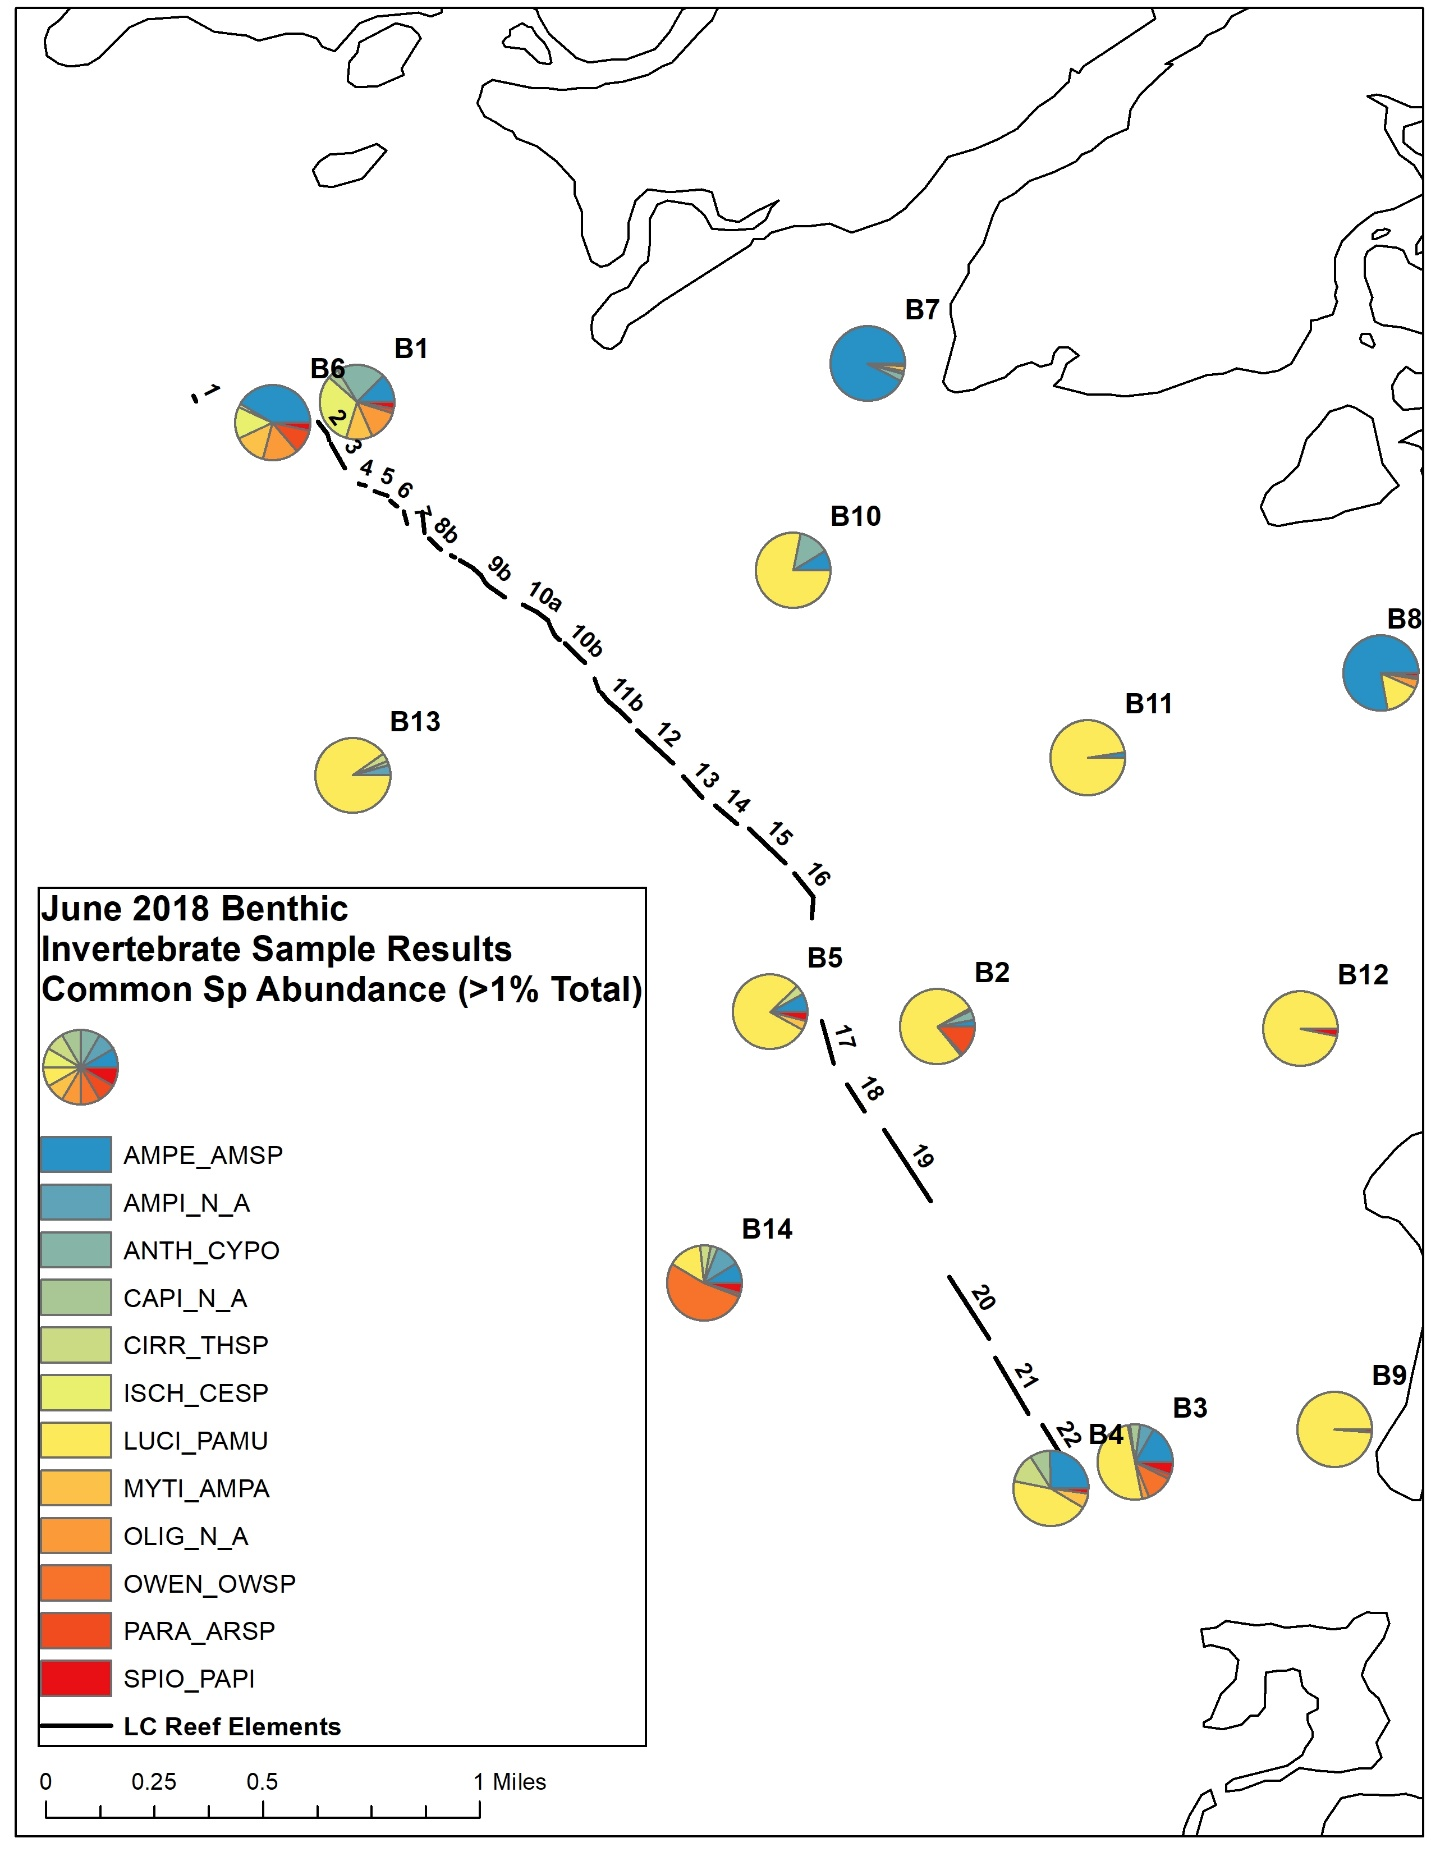 B7
B1
B6
1
2
3
4
5
6
7
8b
B10
9b
10a
10b
B8
11b
B11
B13
12
13
14
15
16
June 2018 Benthic
Invertebrate Sample Results
Common Sp Abundance (>1% Total)
B5
B2
B12
17
18
19
B14
20
21
22
B4
B3
B9
AMPE_AMSP
AMPI_N_A
ANTH_CYPO
CAPI_N_A
CIRR_THSP
ISCH_CESP
LUCI_PAMU
MYTI_AMPA
OLIG_N_A
OWEN_OWSP
PARA_ARSP
SPIO_PAPI
LC Reef Elements
0 0.25 0.5 1 Miles